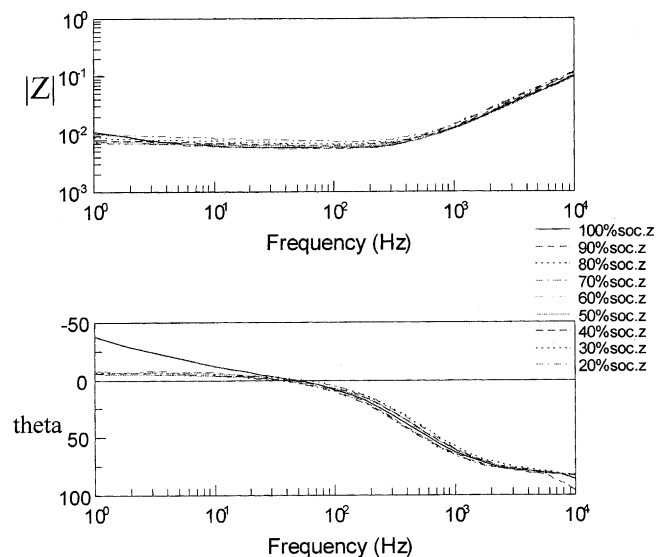 10⁰
10⁻¹
|Z|
10⁻²
10⁻³
10⁰ 10¹ 10² 10³ 10⁴
Frequency (Hz)
100%soc.z
90%soc.z
80%soc.z
70%soc.z
60%soc.z
50%soc.z
40%soc.z
30%soc.z
20%soc.z
-50
0
theta
50
100
10⁰ 10¹ 10² 10³ 10⁴
Frequency (Hz)